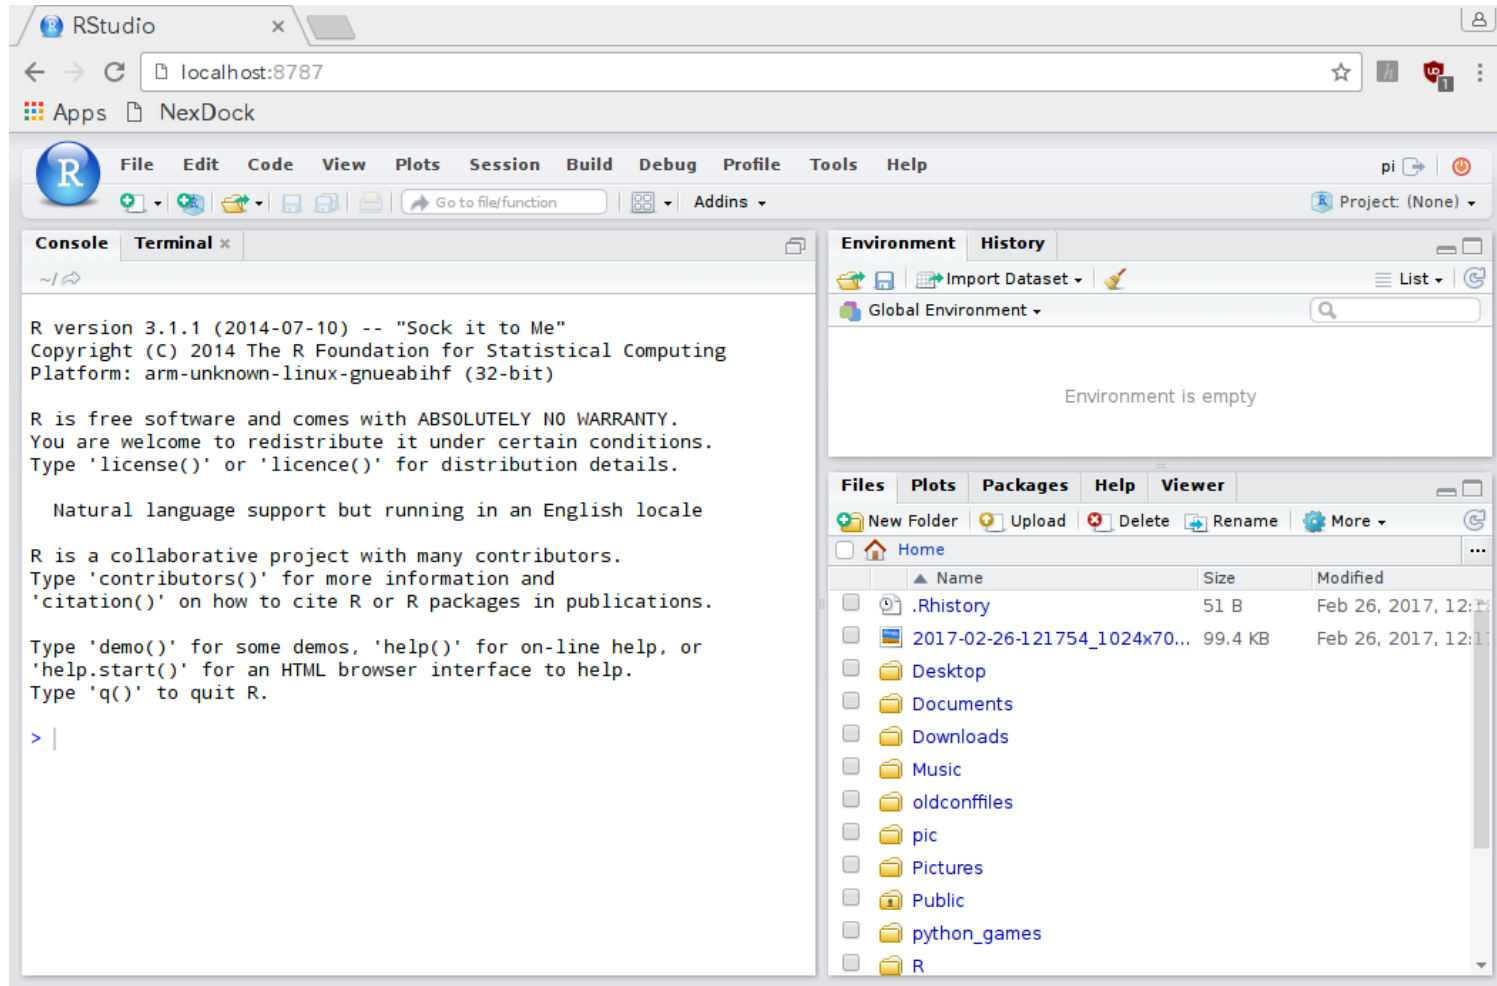 RStudio
localhost:8787
Apps NexDock
R File Edit Code View Plots Session Build Debug Profile Tools Help pi
Go to file/function Addins Project: (None)
Console Terminal
~/
R version 3.1.1 (2014-07-10) -- "Sock it to Me"
Copyright (C) 2014 The R Foundation for Statistical Computing
Platform: arm-unknown-linux-gnueabihf (32-bit)
R is free software and comes with ABSOLUTELY NO WARRANTY.
You are welcome to redistribute it under certain conditions.
Type 'license()' or 'licence()' for distribution details.
Natural language support but running in an English locale
R is a collaborative project with many contributors.
Type 'contributors()' for more information and
'citation()' on how to cite R or R packages in publications.
Type 'demo()' for some demos, 'help()' for on-line help, or
'help.start()' for an HTML browser interface to help.
Type 'q()' to quit R.
>
Environment History
Import Dataset List
Global Environment
Environment is empty
Files Plots Packages Help Viewer
New Folder Upload Delete Rename More
Home ...
Name Size Modified
.Rhistory 51 B Feb 26, 2017, 12:
2017-02-26-121754_1024x70... 99.4 KB Feb 26, 2017, 12:1
Desktop
Documents
Downloads
Music
oldconffiles
pic
Pictures
Public
python_games
R